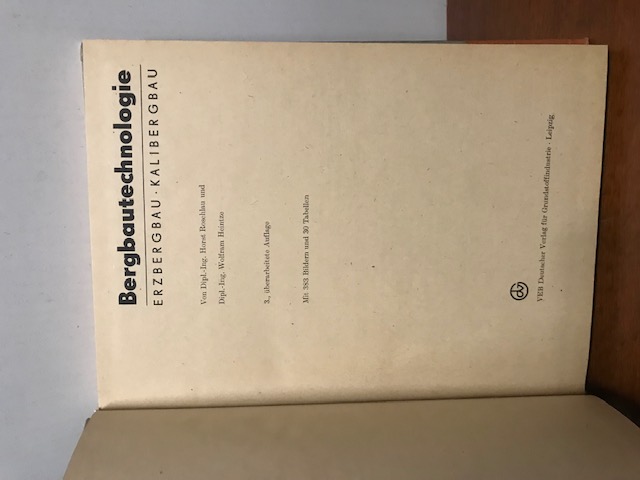 Bergbautechnologie
ERZBERGBAU · KALIBERGBAU
Von Dipl.-Ing. Horst Roschlau und
Dipl.-Ing. Wolfram Heintze
3., überarbeitete Auflage
Mit 383 Bildern und 30 Tabellen
VEB Deutscher Verlag für Grundstoffindustrie · Leipzig